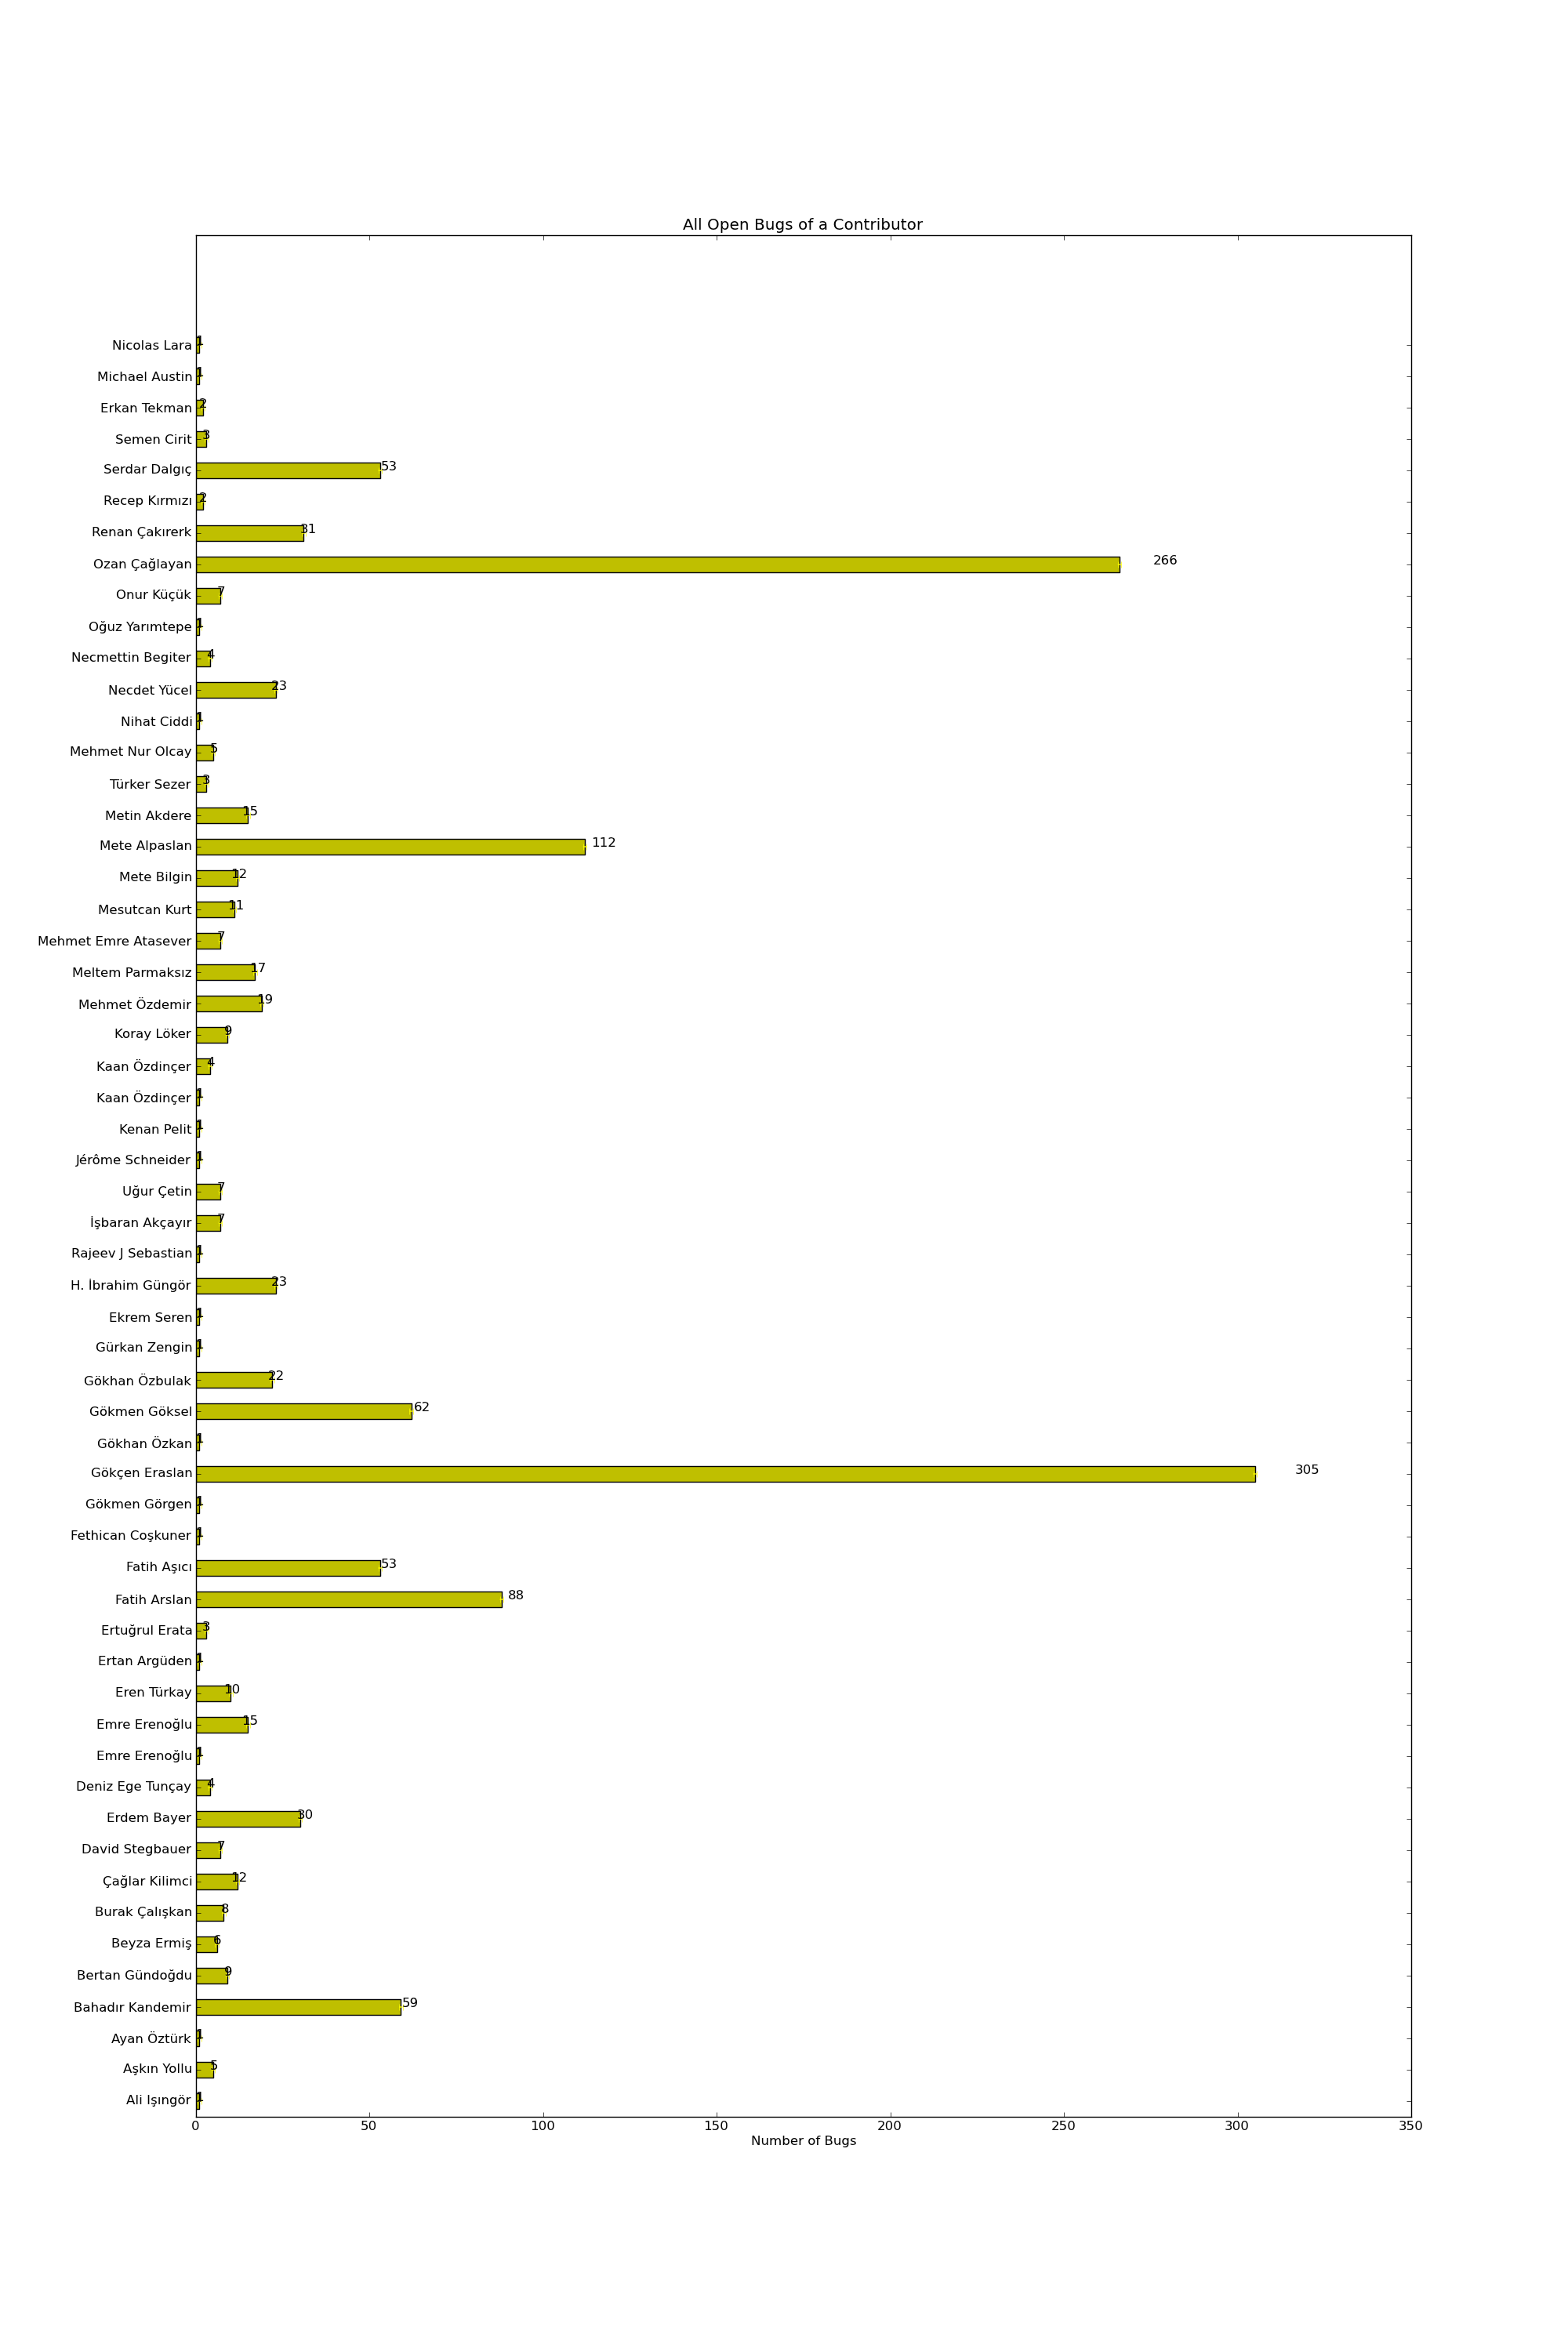 All Open Bugs of a Contributor
Nicolas Lara 1
Michael Austin 1
Erkan Tekman 2
Semen Cirit 3
Serdar Dalgıç 53
Recep Kırmızı 2
Renan Çakırerk 31
Ozan Çağlayan 266
Onur Küçük 7
Oğuz Yarımtepe 1
Necmettin Begiter 4
Necdet Yücel 23
Nihat Ciddi 1
Mehmet Nur Olcay 5
Türker Sezer 3
Metin Akdere 15
Mete Alpaslan 112
Mete Bilgin 12
Mesutcan Kurt 11
Mehmet Emre Atasever 7
Meltem Parmaksız 17
Mehmet Özdemir 19
Koray Löker 9
Kaan Özdinçer 4
Kaan Özdinçer 1
Kenan Pelit 1
Jérôme Schneider 1
Uğur Çetin 7
İşbaran Akçayır 7
Rajeev J Sebastian 1
H. İbrahim Güngör 23
Ekrem Seren 1
Gürkan Zengin 1
Gökhan Özbulak 22
Gökmen Göksel 62
Gökhan Özkan 1
Gökçen Eraslan 305
Gökmen Görgen 1
Fethican Coşkuner 1
Fatih Aşıcı 53
Fatih Arslan 88
Ertuğrul Erata 3
Ertan Argüden 1
Eren Türkay 10
Emre Erenoğlu 15
Emre Erenoğlu 1
Deniz Ege Tunçay 4
Erdem Bayer 30
David Stegbauer 7
Çağlar Kilimci 12
Burak Çalışkan 8
Beyza Ermiş 6
Bertan Gündoğdu 9
Bahadır Kandemir 59
Ayan Öztürk 1
Aşkın Yollu 5
Ali Işıngör 1
0 50 100 150 200 250 300 350
Number of Bugs